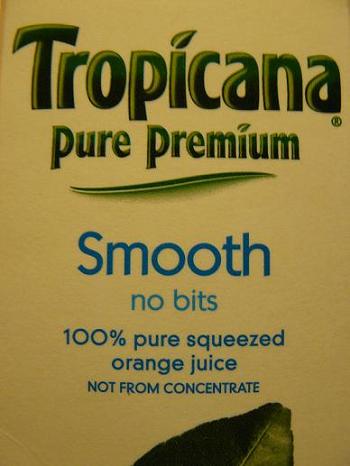 Tropicana®
Pure Premium
Smooth
no bits
100% pure squeezed
orange juice
NOT FROM CONCENTRATE